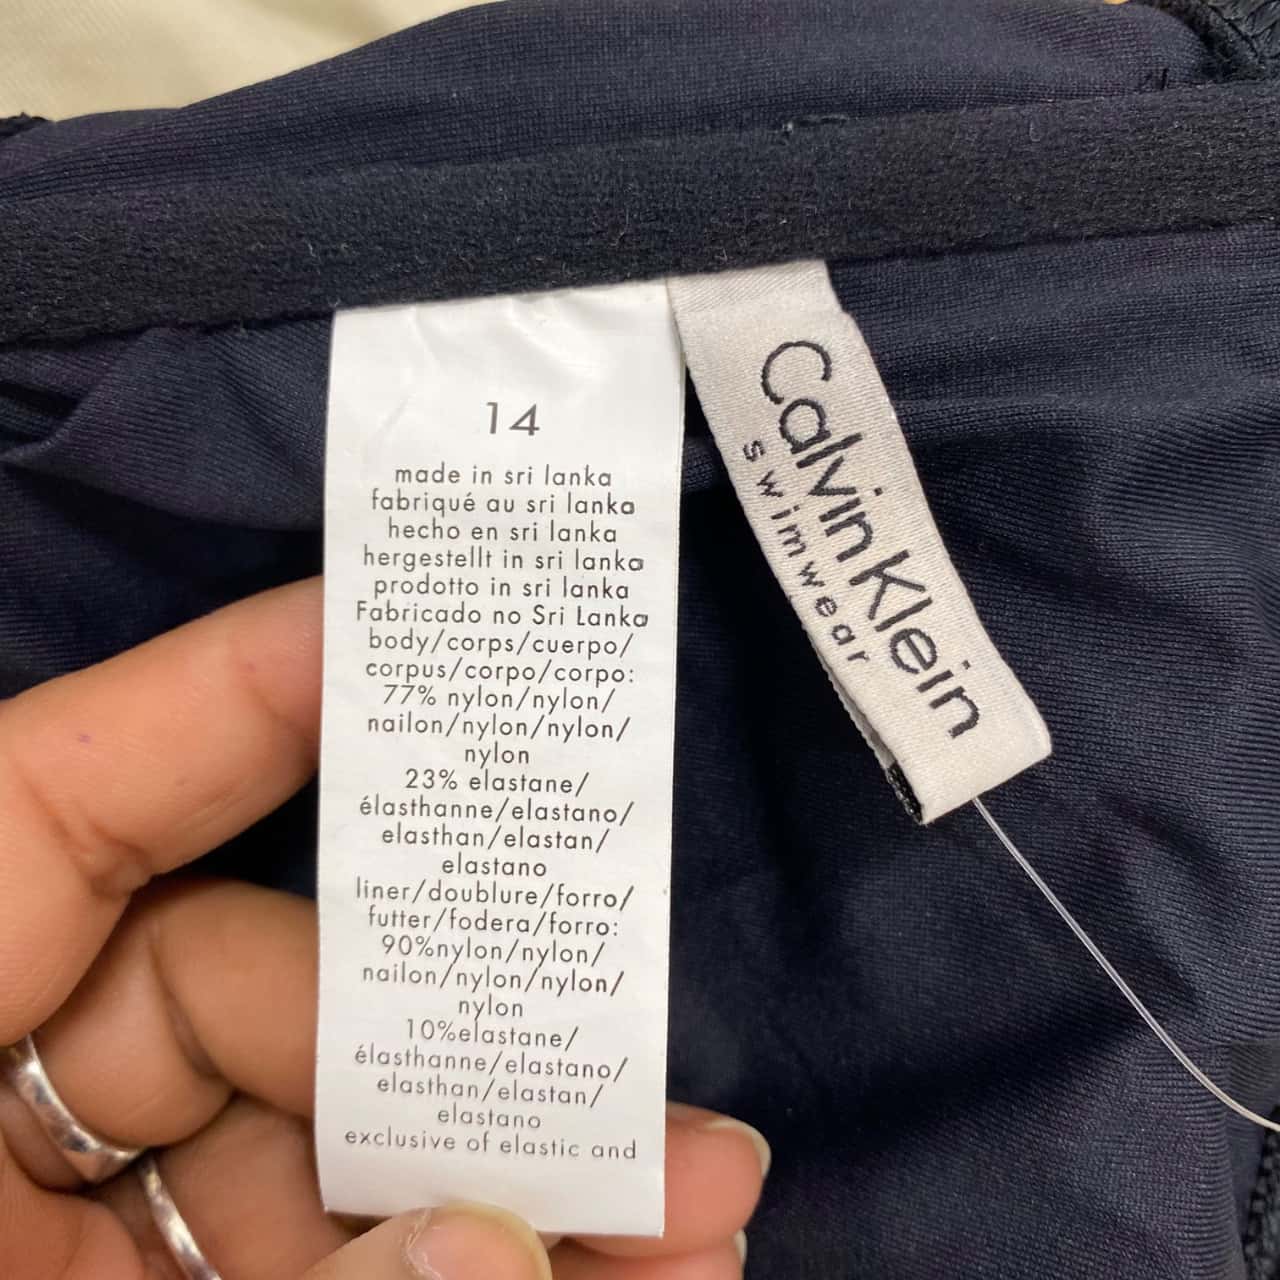 14
made in sri lanka
fabriqué au sri lanka
hecho en sri lanka
hergestellt in sri lanka
prodotto in sri lanka
Fabricado no Sri Lanka
body/corps/cuerpo/
corpus/corpo/corpo:
77% nylon/nylon/
nailon/nylon/nylon/
nylon
23% elastane/
élasthanne/elastano/
elasthan/elastan/
elastano
liner/doublure/forro/
futter/fodera/forro:
90%nylon/nylon/
nailon/nylon/nylon/
nylon
10%elastane/
élasthanne/elastano/
elasthan/elastan/
elastano
exclusive of elastic and
Calvin Klein
swimwear